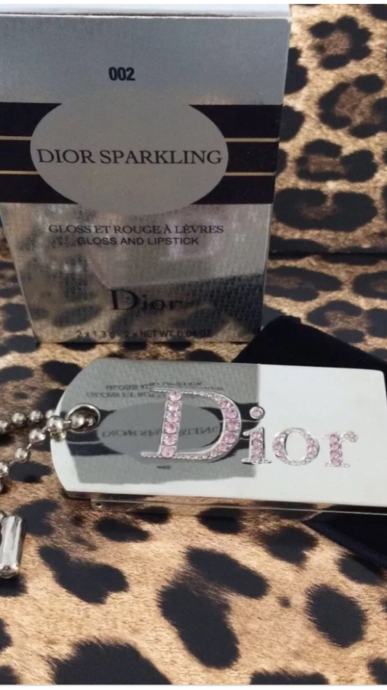 002
DIOR SPARKLING
GLOSS ET ROUGE À LÈVRES
GLOSS AND LIPSTICK
Dior
Dior